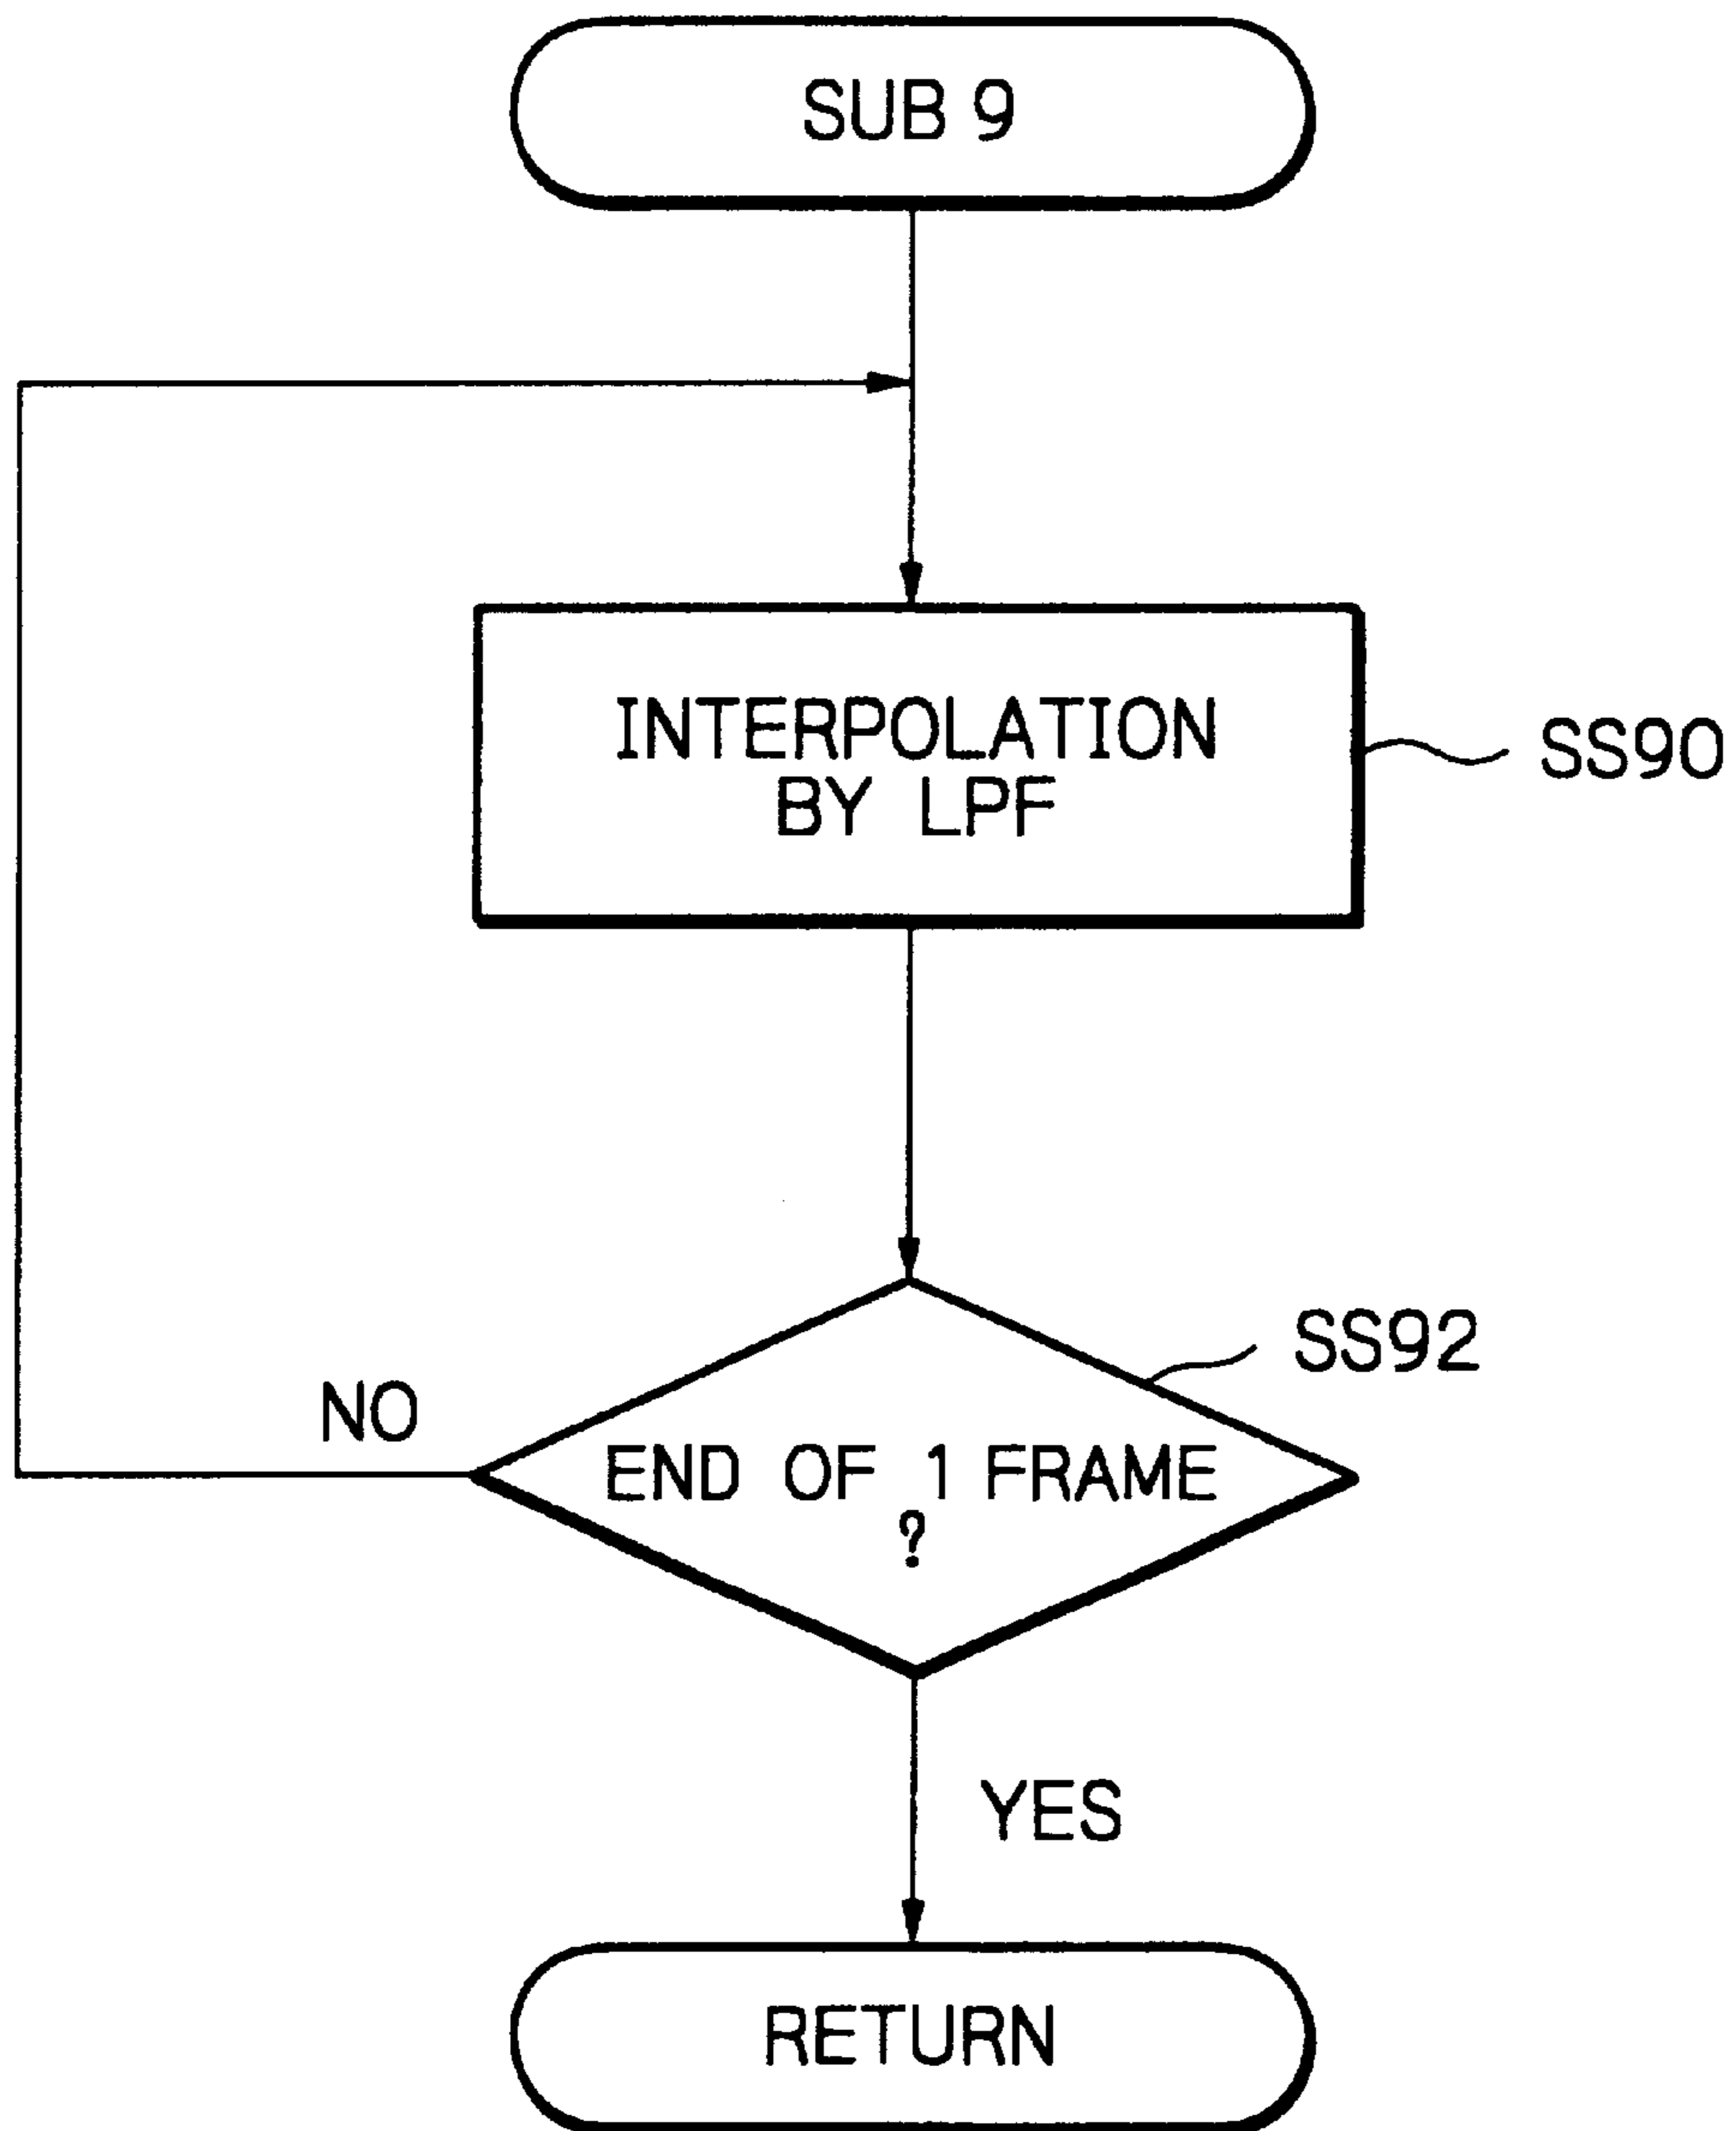 SUB 9
INTERPOLATION
BY LPF
SS90
SS92
NO
END OF 1 FRAME
?
YES
RETURN